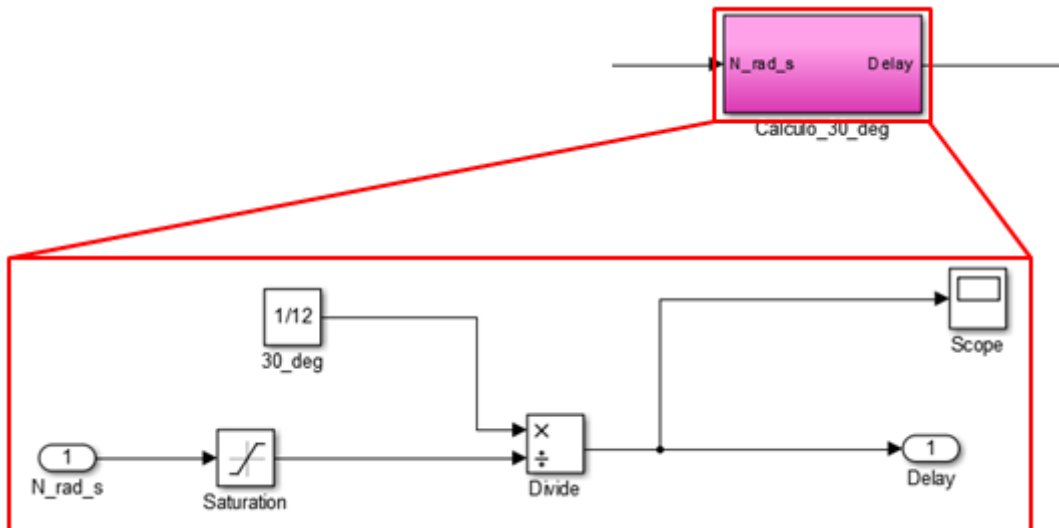 N_rad_s
Delay
Calculo_30_deg
1/12
30_deg
Scope
×
÷
Divide
1
N_rad_s
Saturation
1
Delay